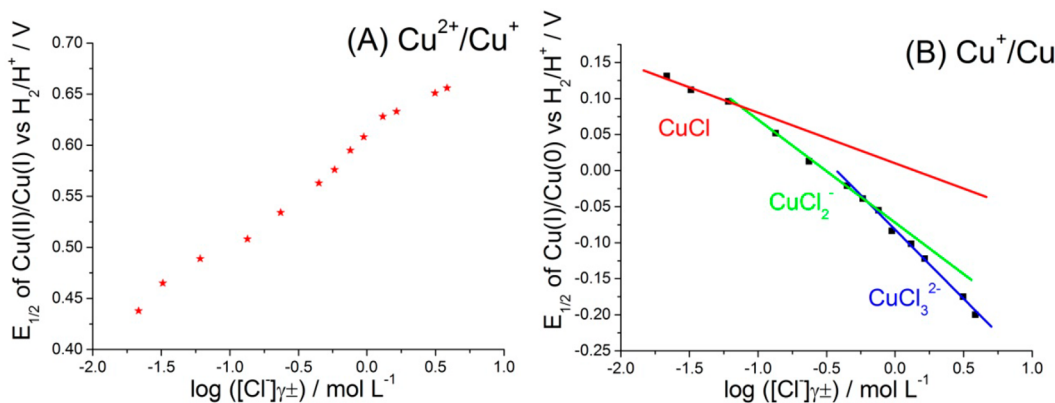 (A) Cu²⁺/Cu⁺
E₁/₂ of Cu(II)/Cu(I) vs H₂/H⁺ / V
0.70
0.65
0.60
0.55
0.50
0.45
0.40
-2.0 -1.5 -1.0 -0.5 0.0 0.5 1.0
log ([Cl⁻]γ±) / mol L⁻¹
(B) Cu⁺/Cu
E₁/₂ of Cu(I)/Cu(0) vs H₂/H⁺ / V
0.15
0.10
0.05
0.00
-0.05
-0.10
-0.15
-0.20
-0.25
CuCl
CuCl₂⁻
CuCl₃²⁻
-2.0 -1.5 -1.0 -0.5 0.0 0.5 1.0
log ([Cl⁻]γ±) / mol L⁻¹